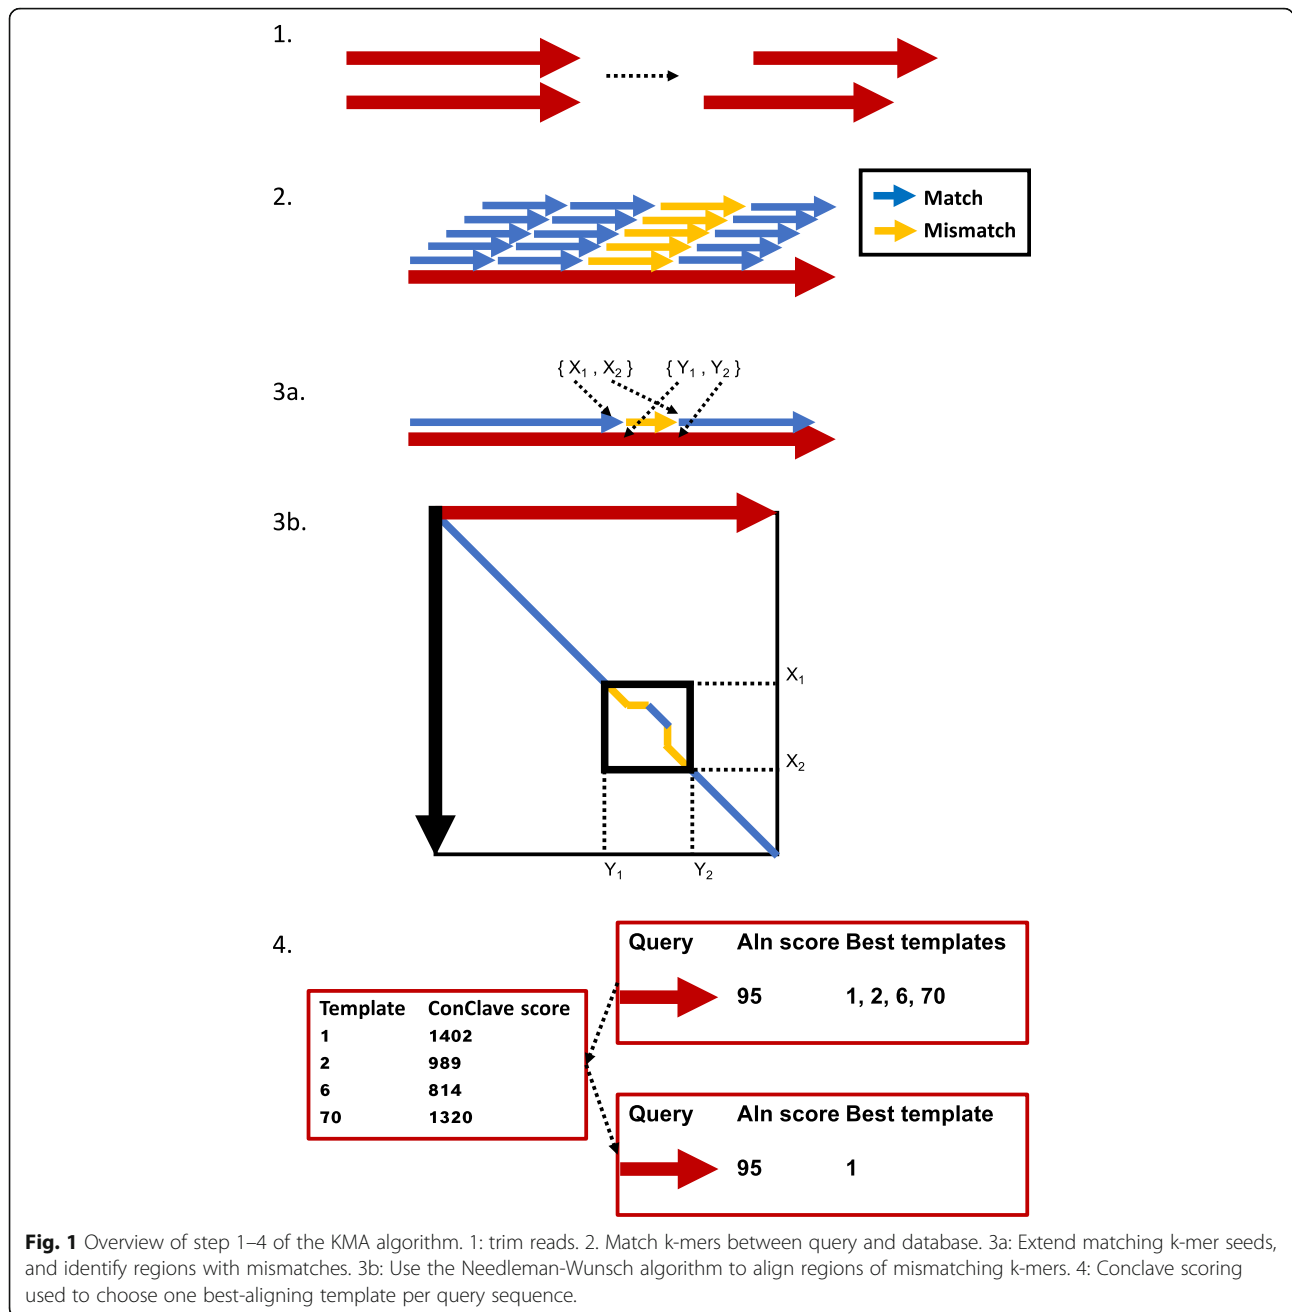 1.
2.
Match
Mismatch
{ X₁ , X₂ } { Y₁ , Y₂ }
3a.
3b.
X₁
X₂
Y₁ Y₂
4.
Query Aln score Best templates
95 1, 2, 6, 70
Template ConClave score
1 1402
2 989
6 814
70 1320
Query Aln score Best template
95 1
Fig. 1 Overview of step 1–4 of the KMA algorithm. 1: trim reads. 2. Match k-mers between query and database. 3a: Extend matching k-mer seeds,
and identify regions with mismatches. 3b: Use the Needleman-Wunsch algorithm to align regions of mismatching k-mers. 4: Conclave scoring
used to choose one best-aligning template per query sequence.